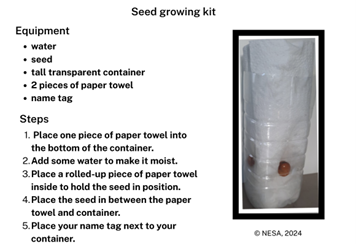 Seed growing kit
Equipment
• water
• seed
• tall transparent container
• 2 pieces of paper towel
• name tag
Steps
1. Place one piece of paper towel into
the bottom of the container.
2. Add some water to make it moist.
3. Place a rolled-up piece of paper towel
inside to hold the seed in position.
4. Place the seed in between the paper
towel and container.
5. Place your name tag next to your
container.
© NESA, 2024